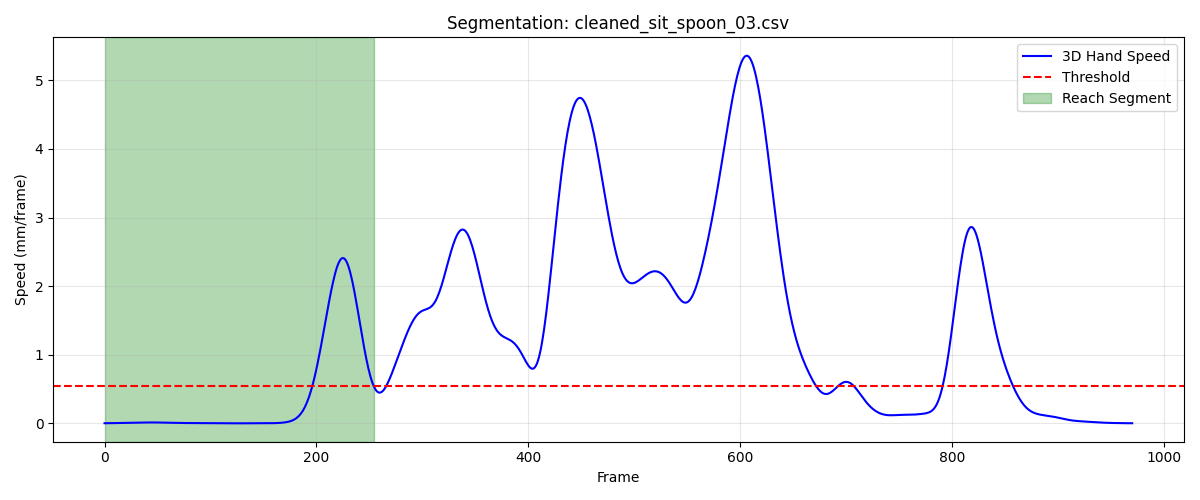 Segmentation: cleaned_sit_spoon_03.csv
3D Hand Speed
Threshold
Reach Segment
Speed (mm/frame)
5
4
3
2
1
0
0 200 400 600 800 1000
Frame